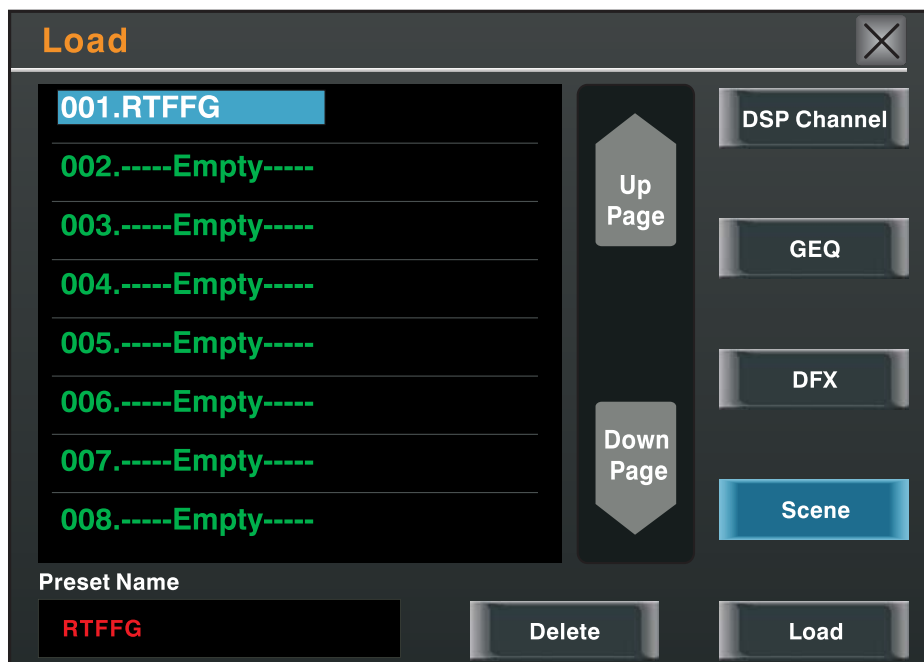 Load
001.RTFFG
002.-----Empty-----
003.-----Empty-----
004.-----Empty-----
005.-----Empty-----
006.-----Empty-----
007.-----Empty-----
008.-----Empty-----
Up
Page
Down
Page
DSP Channel
GEQ
DFX
Scene
Preset Name
RTFFG
Delete
Load